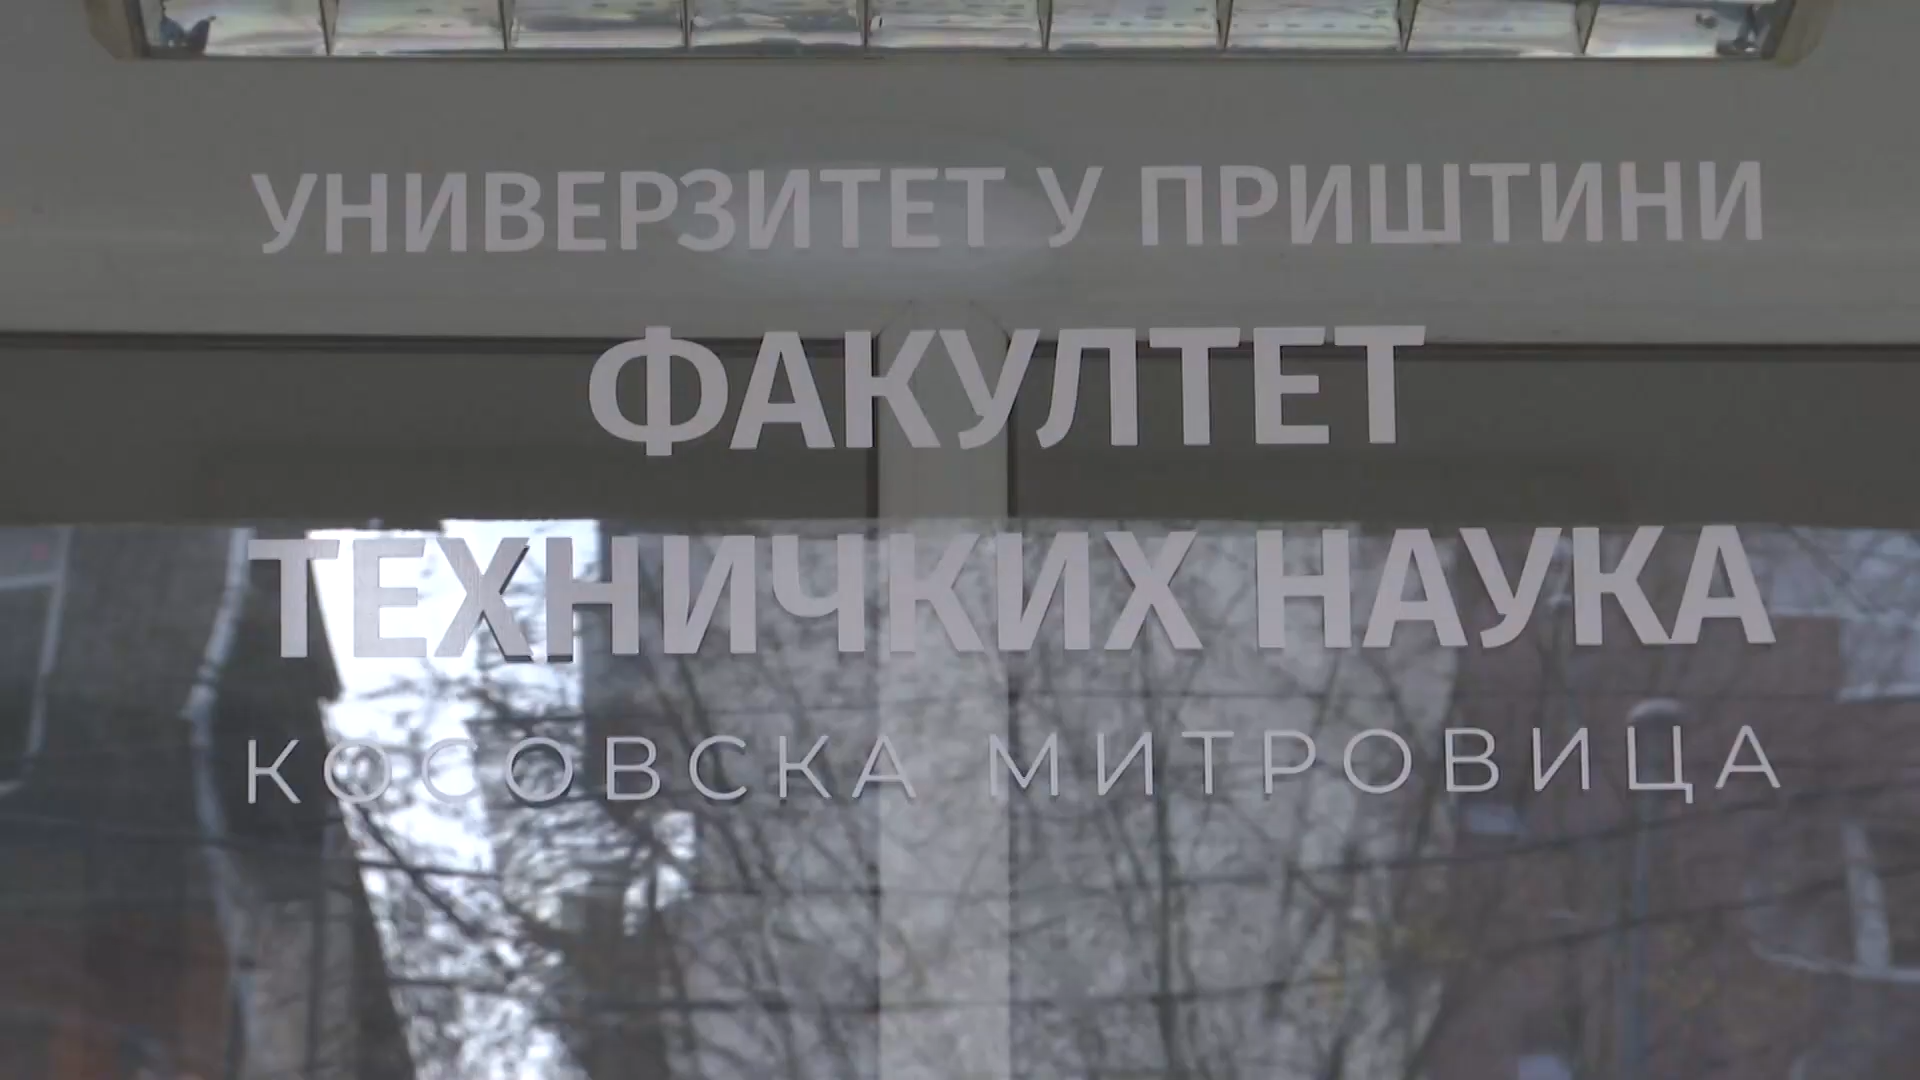 УНИВЕРЗИТЕТ У ПРИШТИНИ
ФАКУЛТЕТ
ТЕХНИЧКИХ НАУКА
КОСОВСКА МИТРОВИЦА